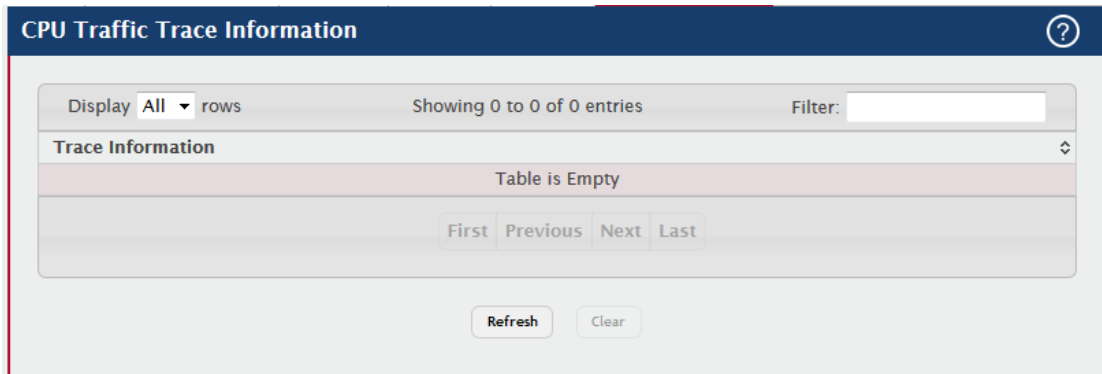 CPU Traffic Trace Information
?
Display All rows Showing 0 to 0 of 0 entries Filter:
Trace Information
Table is Empty
First Previous Next Last
Refresh Clear